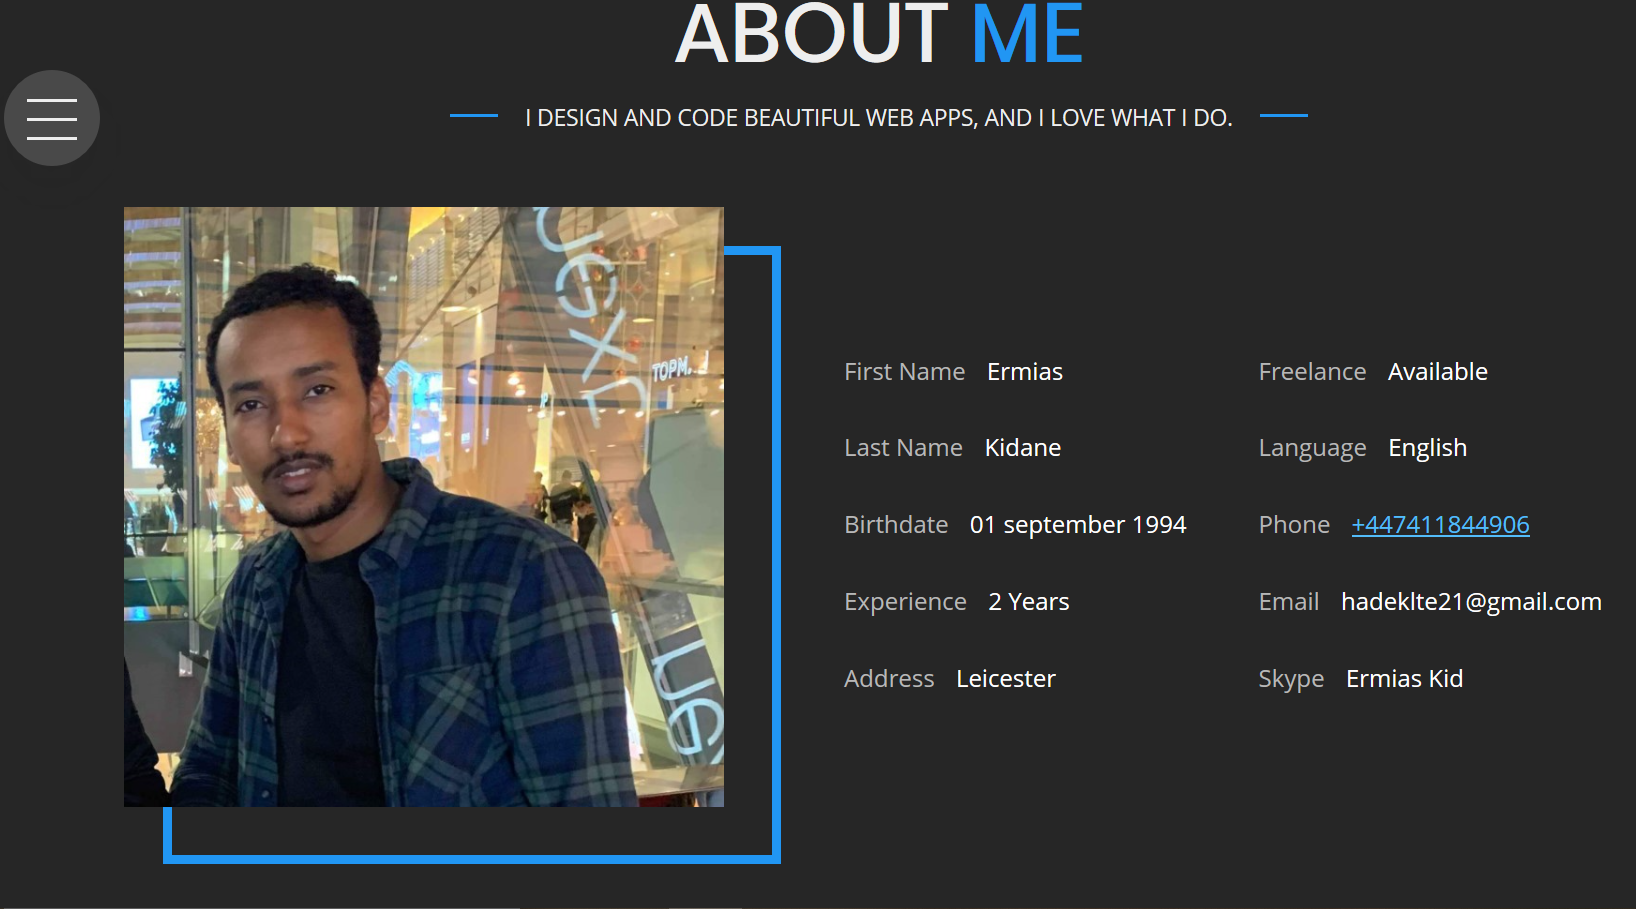 ABOUT ME
I DESIGN AND CODE BEAUTIFUL WEB APPS, AND I LOVE WHAT I DO.
First Name Ermias
Last Name Kidane
Birthdate 01 september 1994
Experience 2 Years
Address Leicester
Freelance Available
Language English
Phone +447411844906
Email hadeklte21@gmail.com
Skype Ermias Kid
TOPM